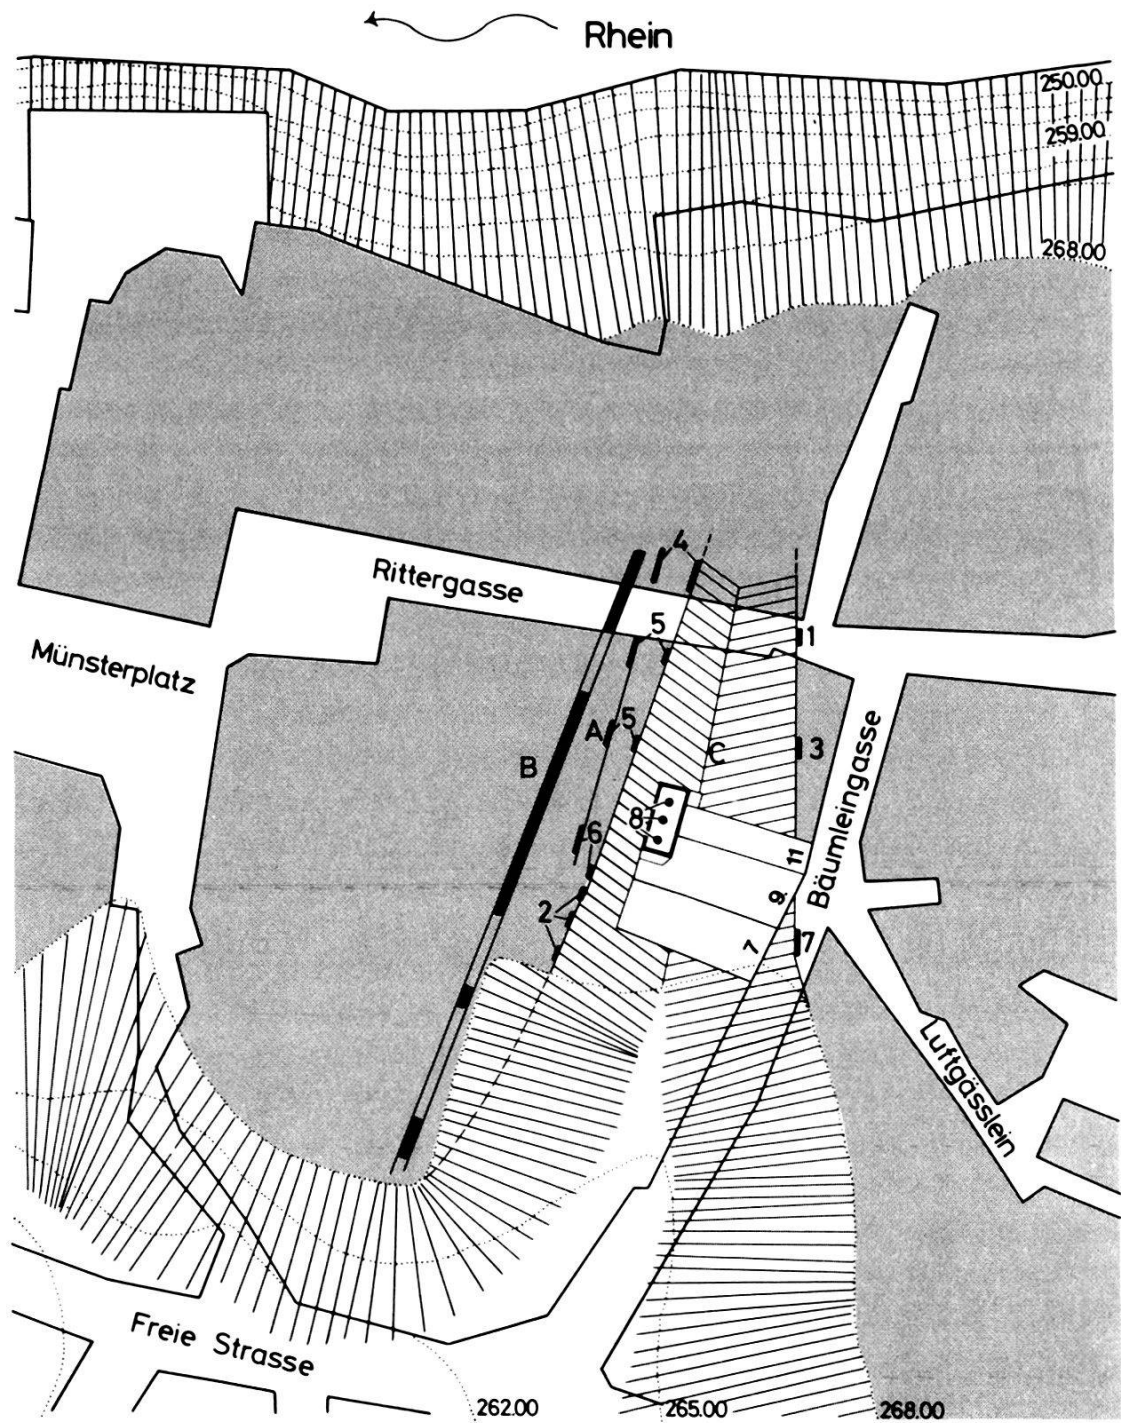 Rhein
250.00
259.00
268.00
4
Rittergasse
5
1
Münsterplatz
5
A
3
B
C
8
6
11
Bäumleingasse
9
2
7
7
Luftgässlein
Freie Strasse
262.00
265.00
268.00